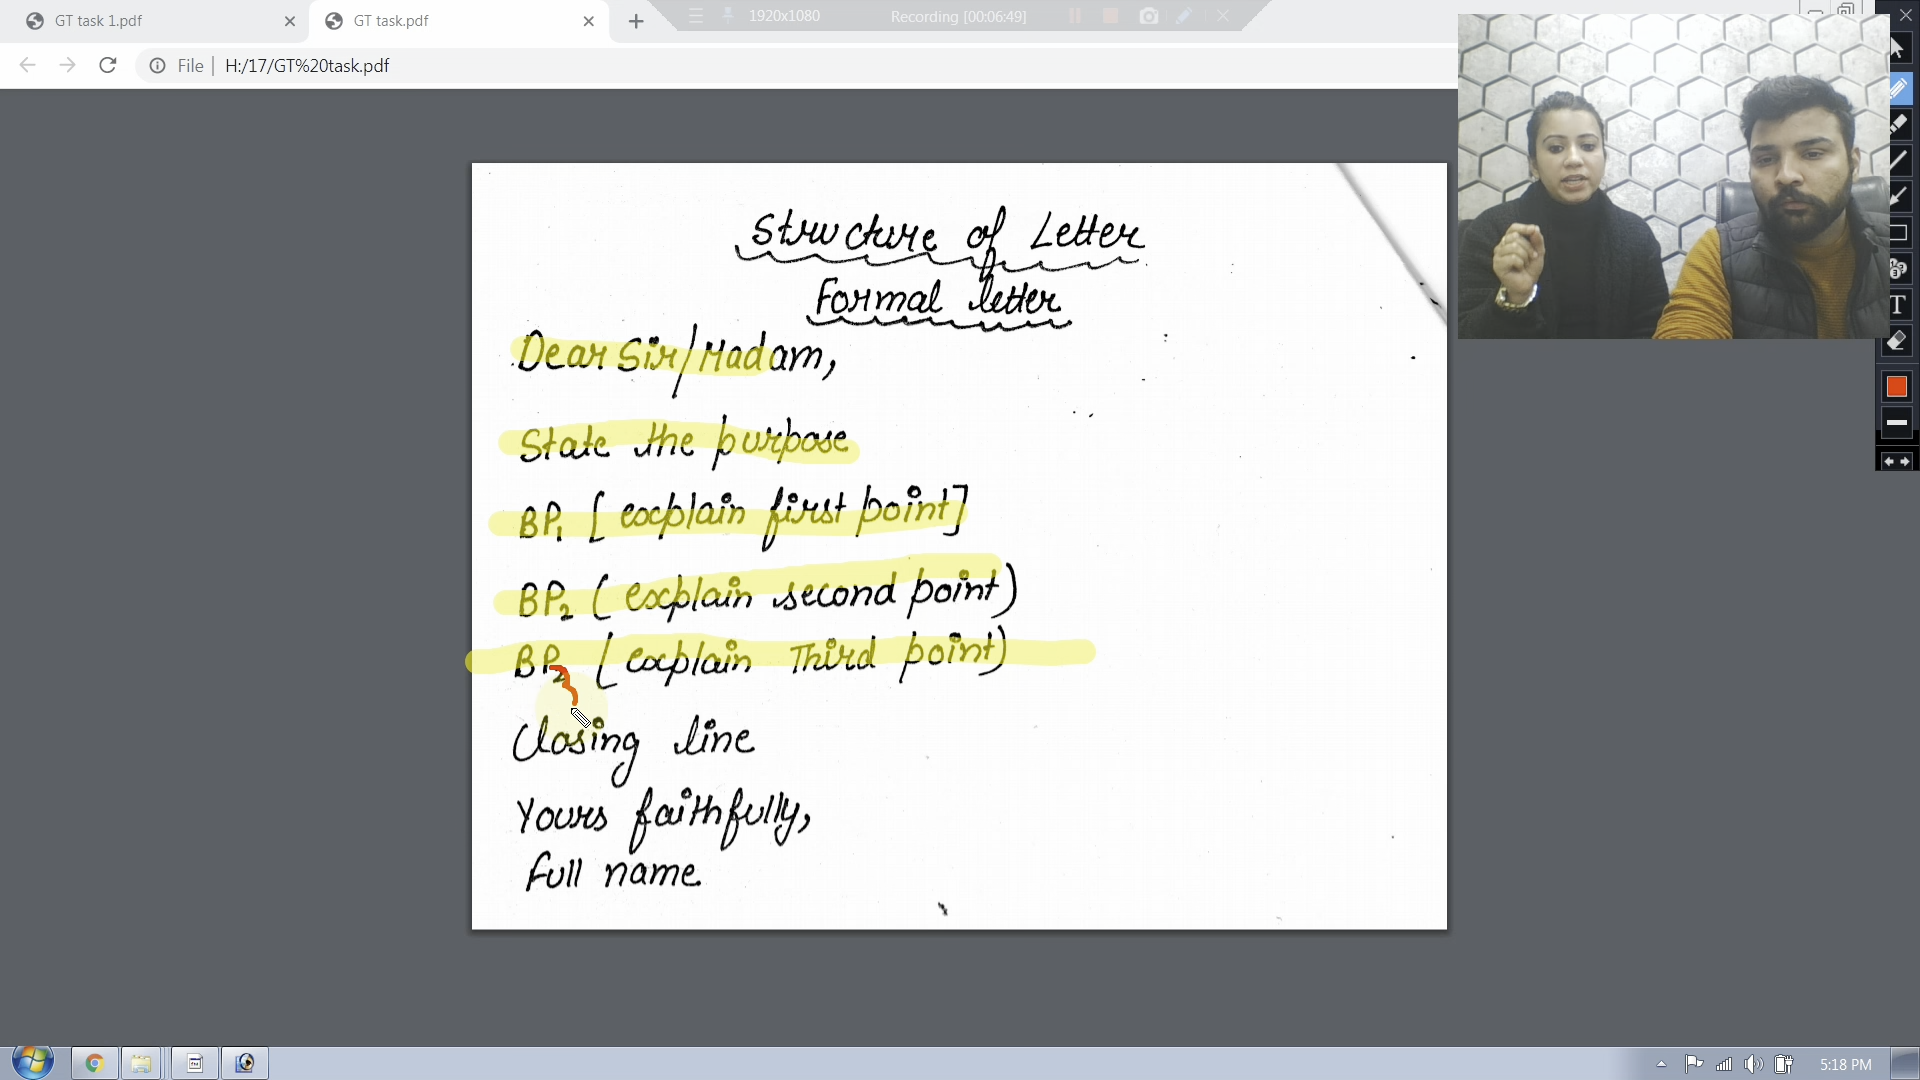 GT task 1.pdf
GT task.pdf
1920x1080
Recording [00:06:49]
File
H:/17/GT%20task.pdf
Structure of Letter
Formal letter
Dear Sir/Madam,
State the purpose
BP1 [explain first point]
BP2 (explain second point)
BP2 (explain Third point)
Closing line
Yours faithfully,
Full name.
T
5:18 PM